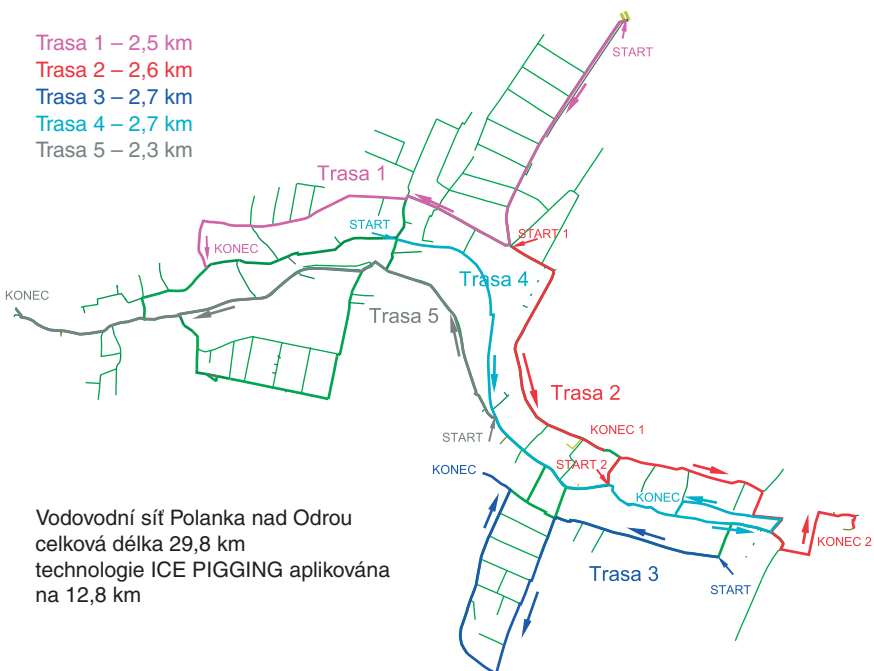 Trasa 1 – 2,5 km
Trasa 2 – 2,6 km
Trasa 3 – 2,7 km
Trasa 4 – 2,7 km
Trasa 5 – 2,3 km
START
Trasa 1
START
START 1
KONEC
Trasa 4
KONEC
Trasa 5
Trasa 2
KONEC 1
START
START 2
KONEC
KONEC
KONEC 2
Trasa 3
START
Vodovodní síť Polanka nad Odrou
celková délka 29,8 km
technologie ICE PIGGING aplikována
na 12,8 km